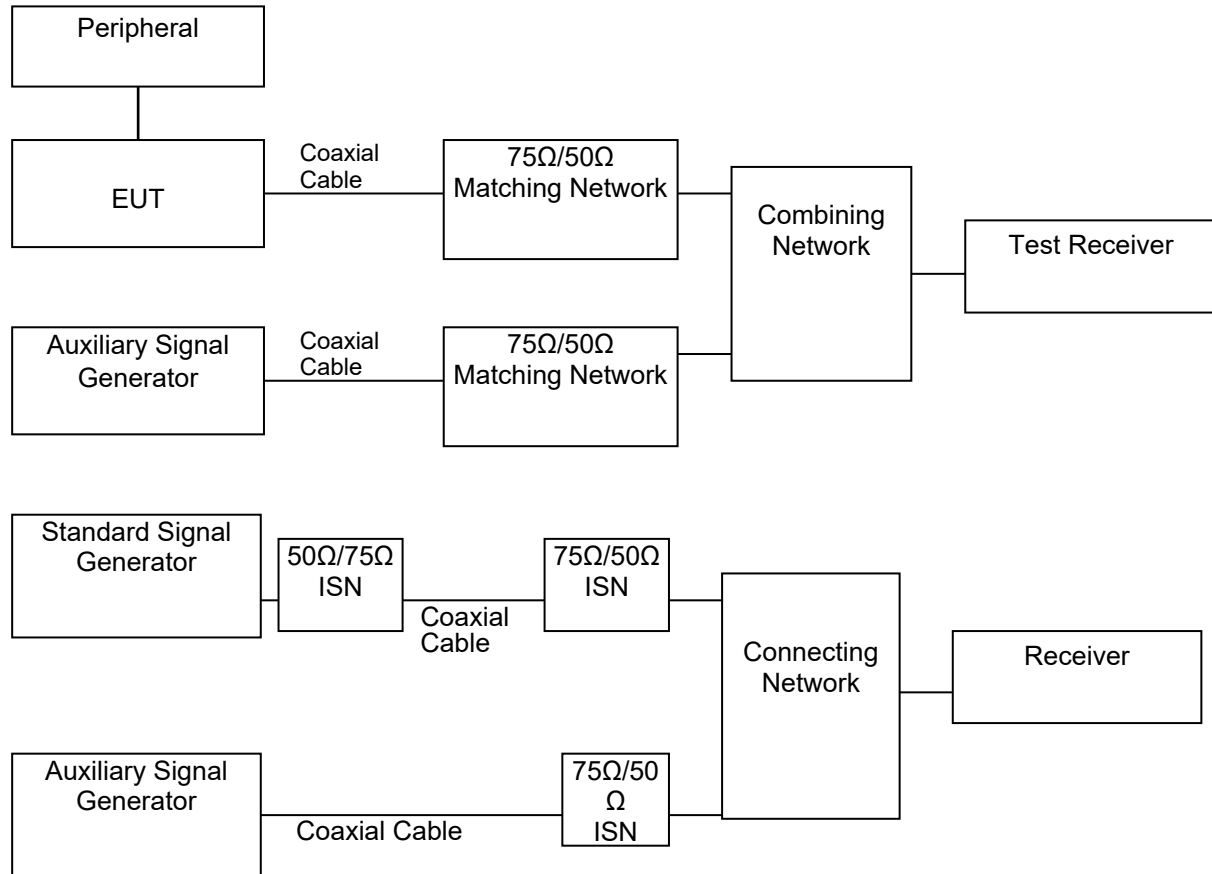 Peripheral
EUT
Coaxial
Cable
75Ω/50Ω
Matching Network
Combining
Network
Test Receiver
Auxiliary Signal
Generator
Coaxial
Cable
75Ω/50Ω
Matching Network
Standard Signal
Generator
50Ω/75Ω
ISN
Coaxial
Cable
75Ω/50Ω
ISN
Connecting
Network
Receiver
Auxiliary Signal
Generator
Coaxial Cable
75Ω/50
Ω
ISN